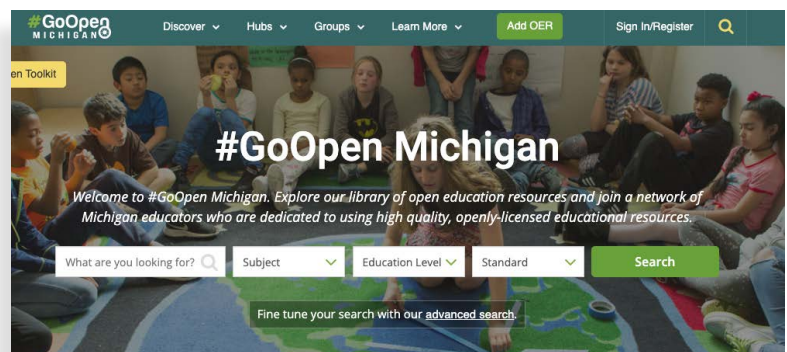 #GoOpen
MICHIGAN
Discover Hubs Groups Learn More Add OER Sign In/Register
en Toolkit
#GoOpen Michigan
Welcome to #GoOpen Michigan. Explore our library of open education resources and join a network of
Michigan educators who are dedicated to using high quality, openly-licensed educational resources.
What are you looking for? Subject Education Level Standard Search
Fine tune your search with our advanced search.